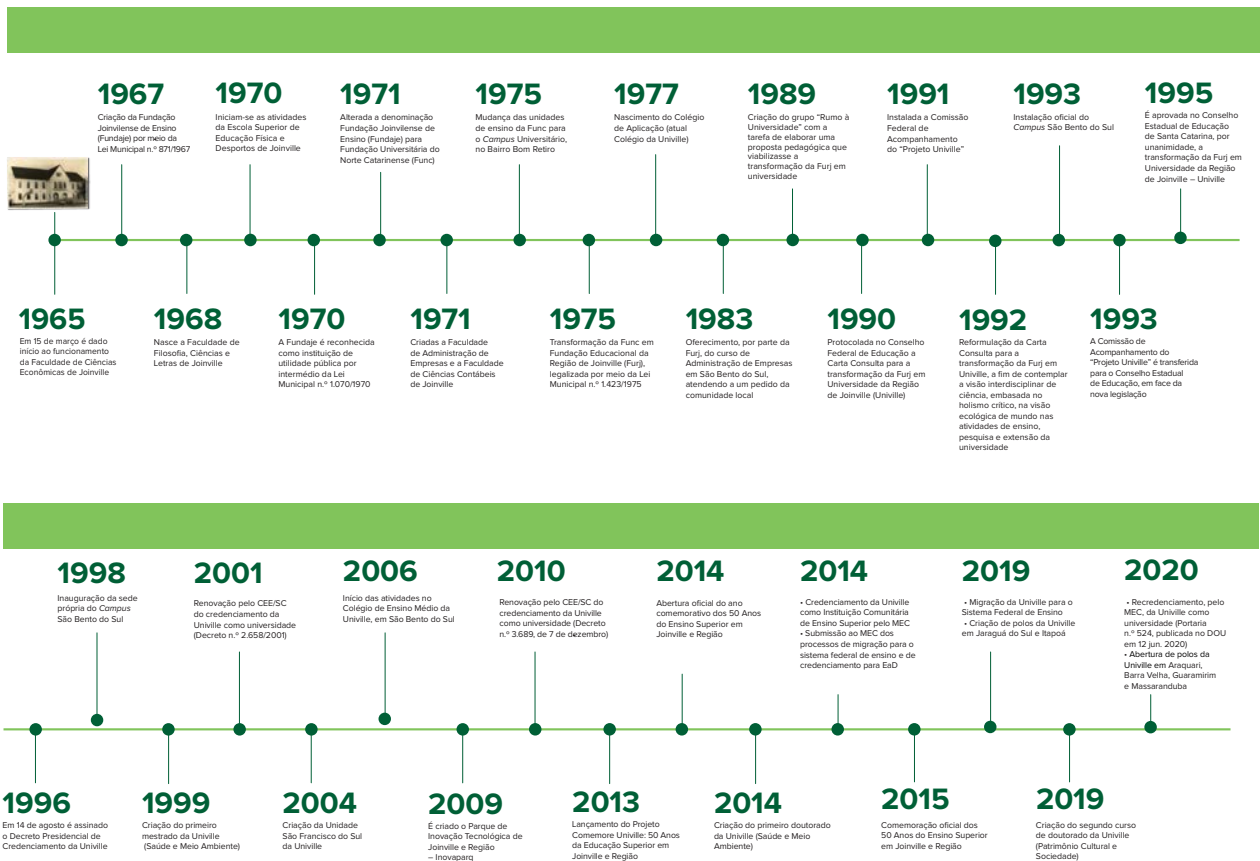 1967
Criação da Fundação
Joinvilense de Ensino
(Fundaje) por meio da
Lei Municipal n.º 871/1967
1970
Iniciam-se as atividades
da Escola Superior de
Educação Física e
Desportos de Joinville
1971
Alterada a denominação
Fundação Joinvilense de
Ensino (Fundaje) para
Fundação Universitária do
Norte Catarinense (Func)
1975
Mudança das unidades
de ensino da Func para
o Campus Universitário,
no Bairro Bom Retiro
1977
Nascimento do Colégio
de Aplicação (atual
Colégio da Univille)
1989
Criação do grupo "Rumo à
Universidade" com a
tarefa de elaborar uma
proposta pedagógica que
viabilizasse a
transformação da Furj em
universidade
1991
Instalada a Comissão
Federal de
Acompanhamento
do "Projeto Univille"
1993
Instalação oficial do
Campus São Bento do Sul
1995
É aprovada no Conselho
Estadual de Educação
de Santa Catarina, por
unanimidade, a
transformação da Furj em
Universidade da Região
de Joinville – Univille
1965
Em 15 de março é dado
início ao funcionamento
da Faculdade de Ciências
Econômicas de Joinville
1968
Nasce a Faculdade de
Filosofia, Ciências e
Letras de Joinville
1970
A Fundaje é reconhecida
como instituição de
utilidade pública por
intermédio da Lei
Municipal n.º 1.070/1970
1971
Criadas a Faculdade
de Administração de
Empresas e a Faculdade
de Ciências Contábeis
de Joinville
1975
Transformação da Func em
Fundação Educacional da
Região de Joinville (Furj),
legalizada por meio da Lei
Municipal n.º 1.423/1975
1983
Oferecimento, por parte da
Furj, do curso de
Administração de Empresas
em São Bento do Sul,
atendendo a um pedido da
comunidade local
1990
Protocolada no Conselho
Federal de Educação a
Carta Consulta para a
transformação da Furj em
Universidade da Região
de Joinville (Univille)
1992
Reformulação da Carta
Consulta para a
transformação da Furj em
Univille, a fim de contemplar
a visão interdisciplinar de
ciência, embasada no
holismo crítico, na visão
ecológica de mundo nas
atividades de ensino,
pesquisa e extensão da
universidade
1993
A Comissão de
Acompanhamento do
"Projeto Univille" é transferida
para o Conselho Estadual
de Educação, em face da
nova legislação
1998
Inauguração da sede
própria do Campus
São Bento do Sul
2001
Renovação pelo CEE/SC
do credenciamento da
Univille como universidade
(Decreto n.º 2.658/2001)
2006
Início das atividades no
Colégio de Ensino Médio da
Univille, em São Bento do Sul
2010
Renovação pelo CEE/SC do
credenciamento da Univille
como universidade (Decreto
n.º 3.689, de 7 de dezembro)
2014
Abertura oficial do ano
comemorativo dos 50 Anos
do Ensino Superior em
Joinville e Região
2014
• Credenciamento da Univille
como Instituição Comunitária
de Ensino Superior pelo MEC
• Submissão ao MEC dos
processos de migração para o
sistema federal de ensino e de
credenciamento para EaD
2019
• Migração da Univille para o
Sistema Federal de Ensino
• Criação de polos da Univille
em Jaraguá do Sul e Itapoá
2020
• Recredenciamento, pelo
MEC, da Univille como
universidade (Portaria
n.º 524, publicada no DOU
em 12 jun. 2020)
• Abertura de polos da
Univille em Araquari,
Barra Velha, Guaramirim
e Massaranduba
1996
Em 14 de agosto é assinado
o Decreto Presidencial de
Credenciamento da Univille
1999
Criação do primeiro
mestrado da Univille
(Saúde e Meio Ambiente)
2004
Criação da Unidade
São Francisco do Sul
da Univille
2009
É criado o Parque de
Inovação Tecnológica de
Joinville e Região
– Inovaparq
2013
Lançamento do Projeto
Comemore Univille: 50 Anos
da Educação Superior em
Joinville e Região
2014
Criação do primeiro doutorado
da Univille (Saúde e Meio
Ambiente)
2015
Comemoração oficial dos
50 Anos do Ensino Superior
em Joinville e Região
2019
Criação do segundo curso
de doutorado da Univille
(Patrimônio Cultural e
Sociedade)